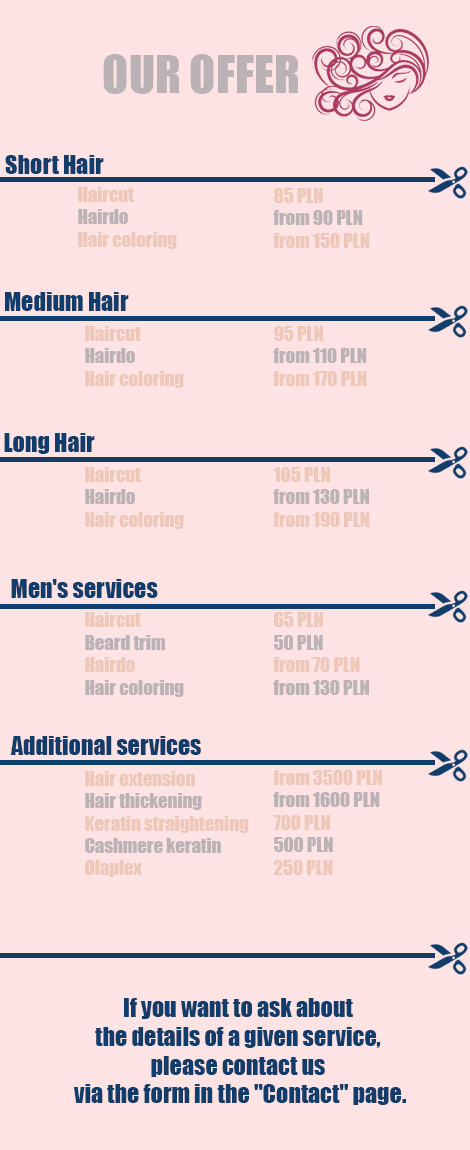 OUR OFFER
Short Hair
Haircut 85 PLN
Hairdo from 90 PLN
Hair coloring from 150 PLN
Medium Hair
Haircut 95 PLN
Hairdo from 110 PLN
Hair coloring from 170 PLN
Long Hair
Haircut 105 PLN
Hairdo from 130 PLN
Hair coloring from 190 PLN
Men's services
Haircut 65 PLN
Beard trim 50 PLN
Hairdo from 70 PLN
Hair coloring from 130 PLN
Additional services
Hair extension from 3500 PLN
Hair thickening from 1600 PLN
Keratin straightening 700 PLN
Cashmere keratin 500 PLN
Olaplex 250 PLN
If you want to ask about
the details of a given service,
please contact us
via the form in the "Contact" page.